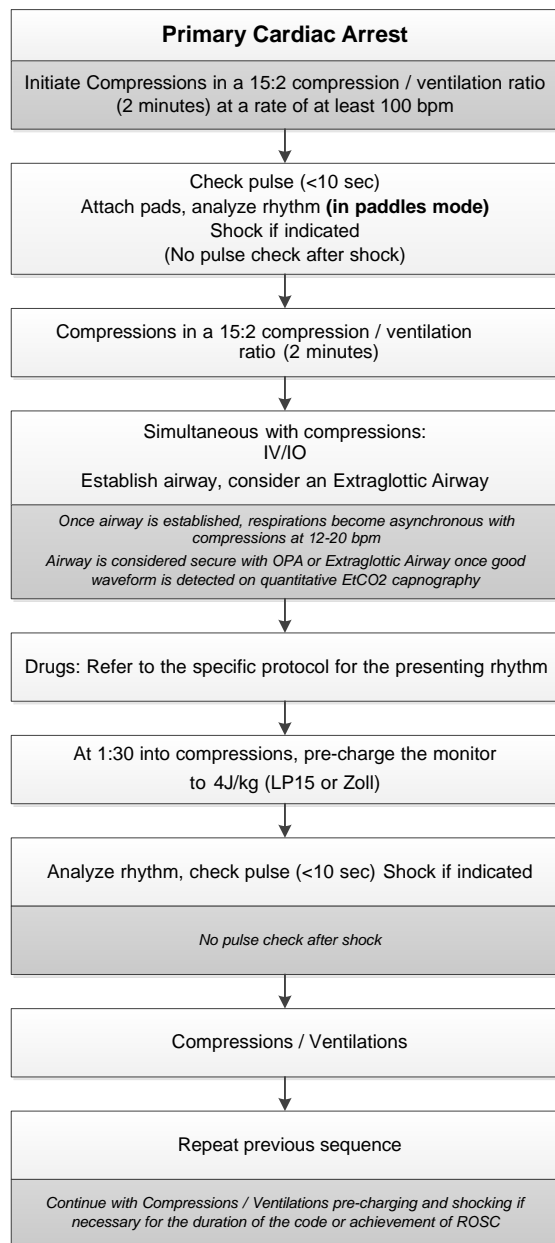 Primary Cardiac Arrest
Initiate Compressions in a 15:2 compression / ventilation ratio
(2 minutes) at a rate of at least 100 bpm
Check pulse (<10 sec)
Attach pads, analyze rhythm (in paddles mode)
Shock if indicated
(No pulse check after shock)
Compressions in a 15:2 compression / ventilation
ratio (2 minutes)
Simultaneous with compressions:
IV/IO
Establish airway, consider an Extraglottic Airway
Once airway is established, respirations become asynchronous with
compressions at 12-20 bpm
Airway is considered secure with OPA or Extraglottic Airway once good
waveform is detected on quantitative EtCO2 capnography
Drugs: Refer to the specific protocol for the presenting rhythm
At 1:30 into compressions, pre-charge the monitor
to 4J/kg (LP15 or Zoll)
Analyze rhythm, check pulse (<10 sec) Shock if indicated
No pulse check after shock
Compressions / Ventilations
Repeat previous sequence
Continue with Compressions / Ventilations pre-charging and shocking if
necessary for the duration of the code or achievement of ROSC